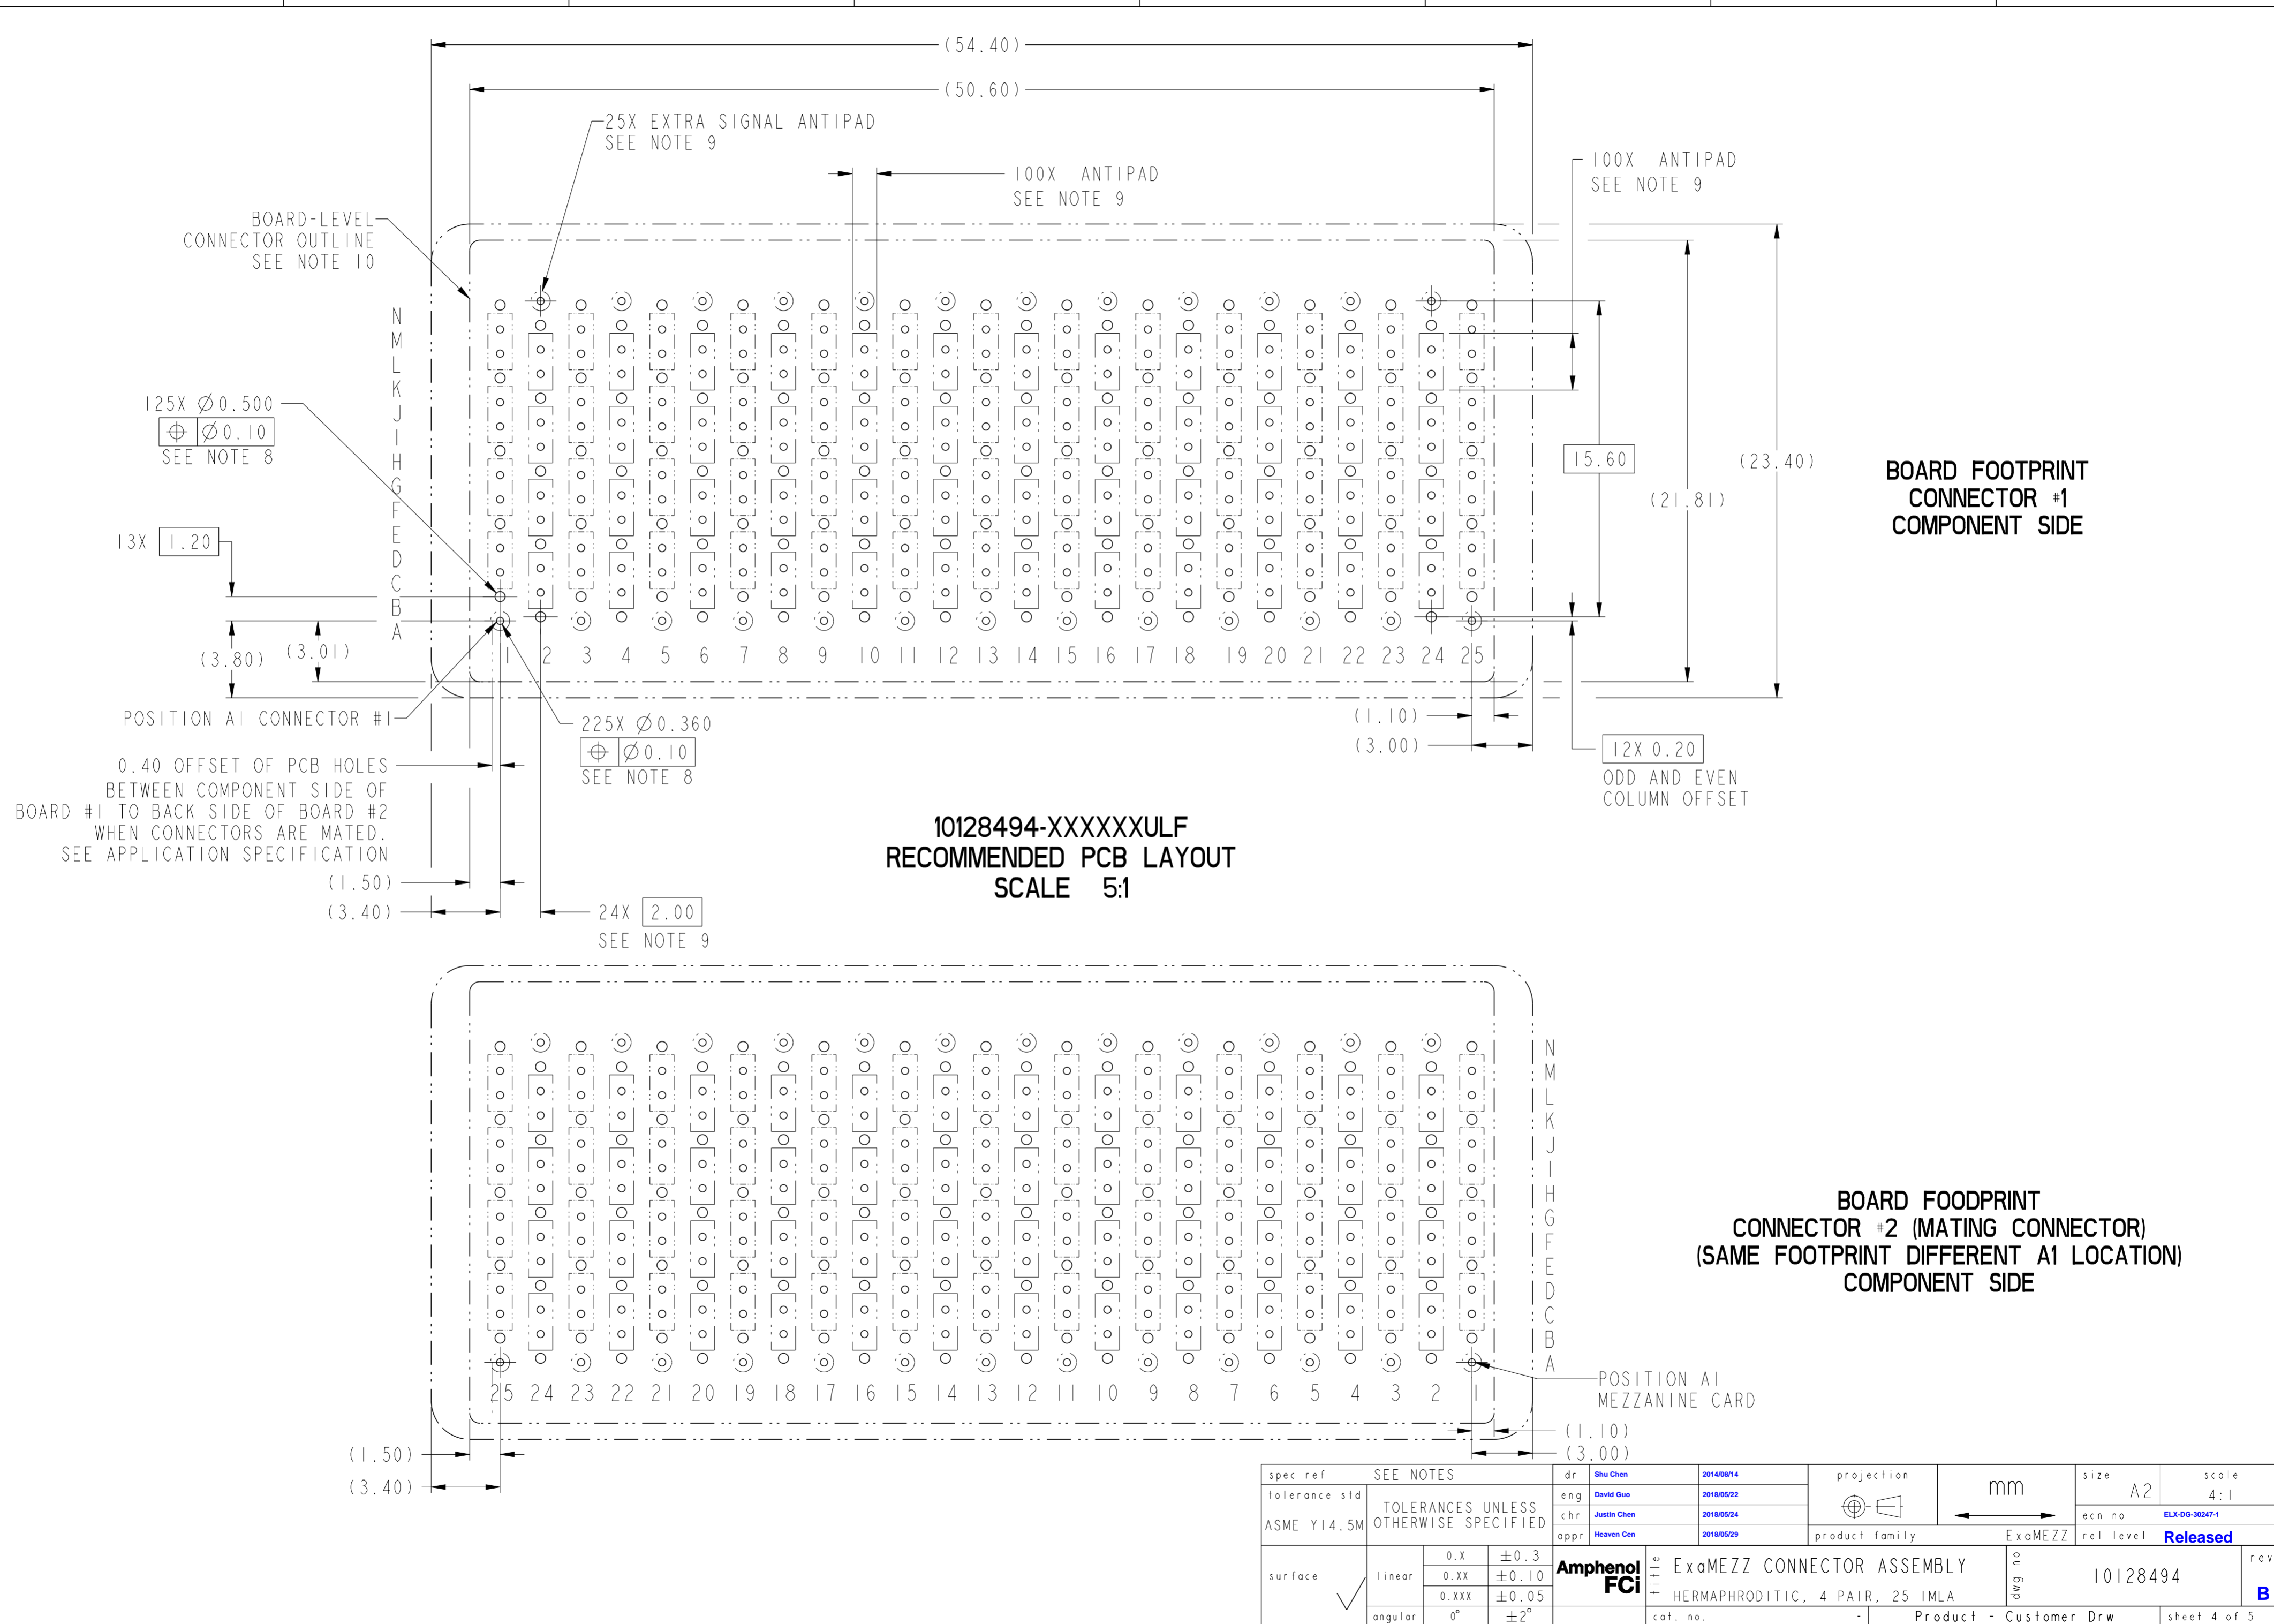 (54.40)
(50.60)
25X EXTRA SIGNAL ANTIPAD
SEE NOTE 9
100X ANTIPAD
SEE NOTE 9
100X ANTIPAD
SEE NOTE 9
BOARD-LEVEL
CONNECTOR OUTLINE
SEE NOTE 10
N
M
L
K
J
I
H
G
F
E
D
C
B
A
125X Ø0.500
⌖ Ø0.10
SEE NOTE 8
13X 1.20
(3.80)
(3.01)
15.60
(21.81)
(23.40)
BOARD FOOTPRINT
CONNECTOR #1
COMPONENT SIDE
1 2 3 4 5 6 7 8 9 10 11 12 13 14 15 16 17 18 19 20 21 22 23 24 25
POSITION A1 CONNECTOR #1
225X Ø0.360
⌖ Ø0.10
SEE NOTE 8
(1.10)
(3.00)
12X 0.20
ODD AND EVEN
COLUMN OFFSET
0.40 OFFSET OF PCB HOLES
BETWEEN COMPONENT SIDE OF
BOARD #1 TO BACK SIDE OF BOARD #2
WHEN CONNECTORS ARE MATED.
SEE APPLICATION SPECIFICATION
(1.50)
(3.40)
24X 2.00
SEE NOTE 9
10128494-XXXXXXULF
RECOMMENDED PCB LAYOUT
SCALE 5:1
N
M
L
K
J
I
H
G
F
E
D
C
B
A
BOARD FOODPRINT
CONNECTOR #2 (MATING CONNECTOR)
(SAME FOOTPRINT DIFFERENT A1 LOCATION)
COMPONENT SIDE
25 24 23 22 21 20 19 18 17 16 15 14 13 12 11 10 9 8 7 6 5 4 3 2 1
POSITION A1
MEZZANINE CARD
(1.10)
(3.00)
(1.50)
(3.40)
spec ref SEE NOTES
tolerance std
ASME Y14.5M
TOLERANCES UNLESS
OTHERWISE SPECIFIED
dr Shu Chen 2014/08/14
eng David Guo 2018/05/22
chr Justin Chen 2018/05/24
appr Heaven Cen 2018/05/29
projection
mm
size A2
scale 4:1
ecn no ELX-DG-30247-1
product family ExaMEZZ
rel level Released
surface
linear
0.X ±0.3
0.XX ±0.10
0.XXX ±0.05
angular 0° ±2°
Amphenol
FCi
title ExaMEZZ CONNECTOR ASSEMBLY
HERMAPHRODITIC, 4 PAIR, 25 IMLA
dwg no 10128494
rev B
cat. no. -
Product - Customer Drw
sheet 4 of 5